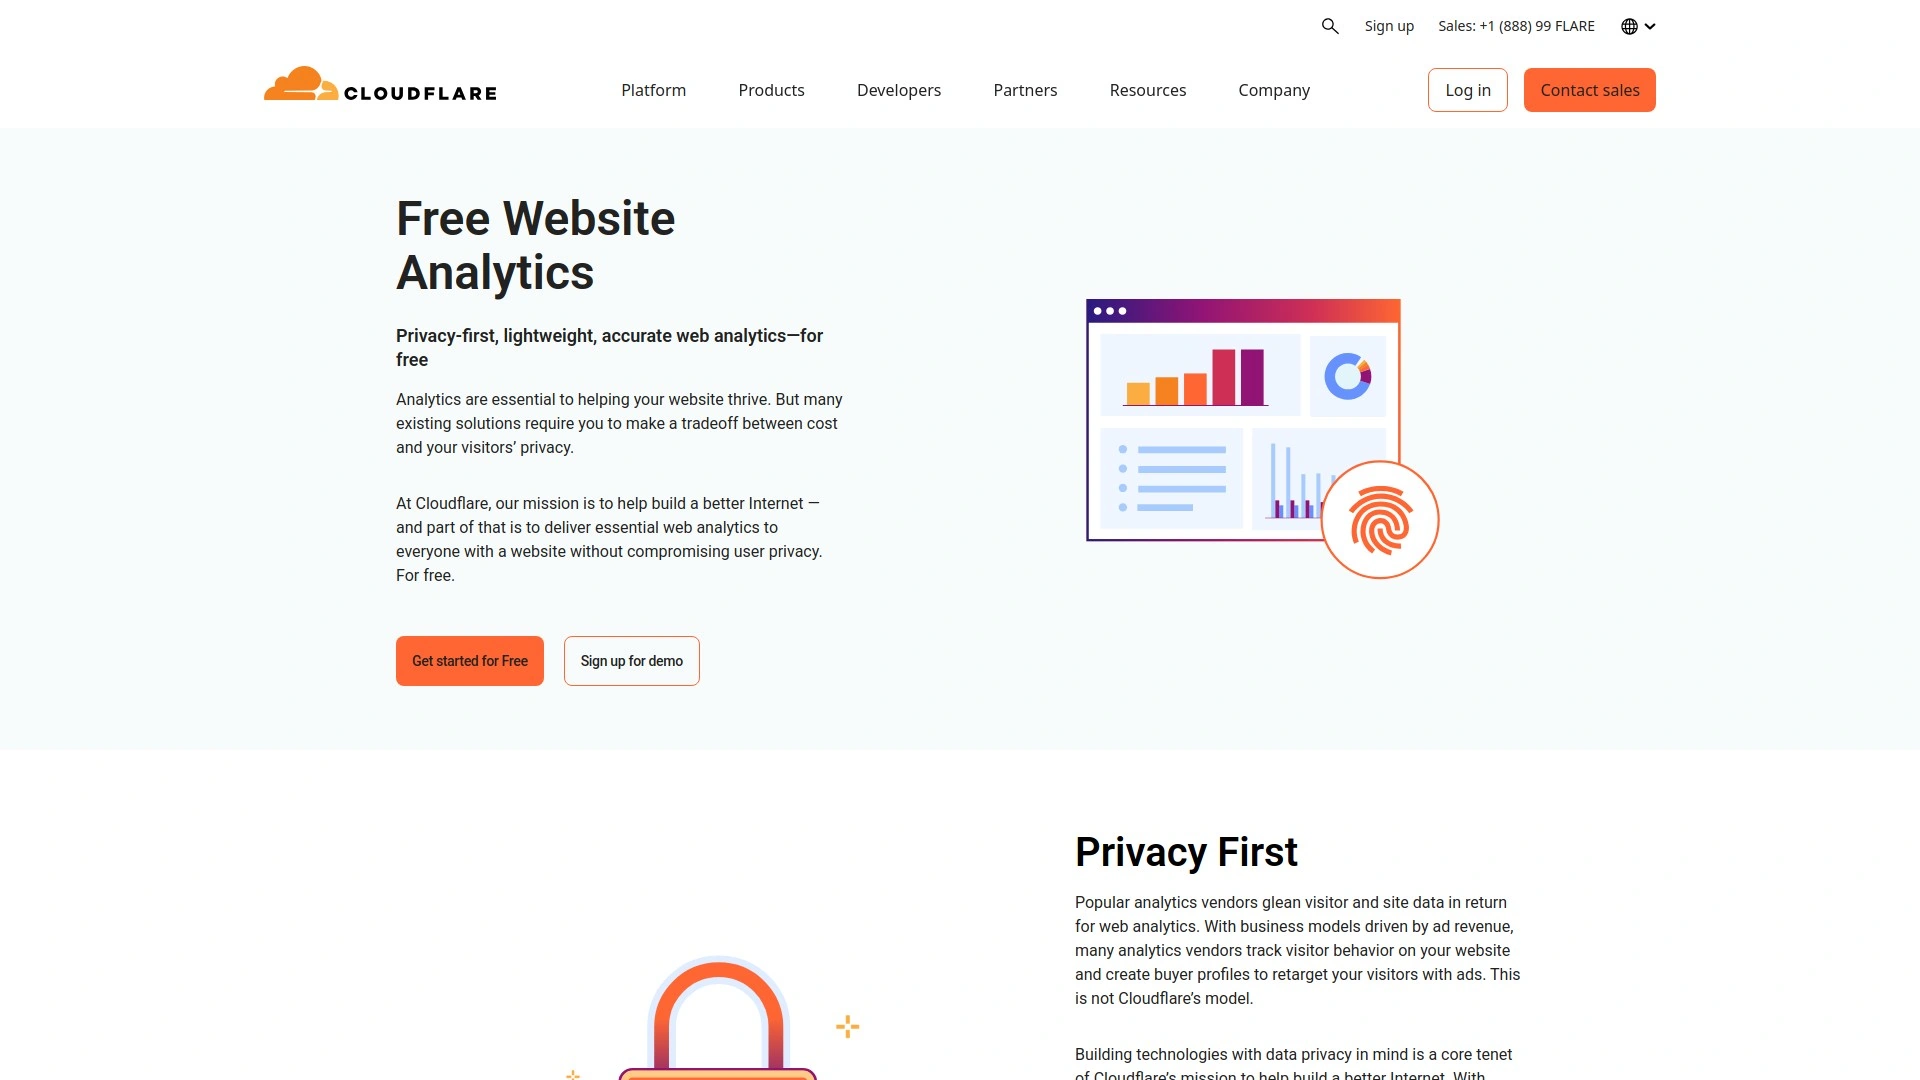 Sign up
Sales: +1 (888) 99 FLARE
CLOUDFLARE
Platform
Products
Developers
Partners
Resources
Company
Log in
Contact sales
Free Website
Analytics
Privacy-first, lightweight, accurate web analytics—for
free
Analytics are essential to helping your website thrive. But many
existing solutions require you to make a tradeoff between cost
and your visitors’ privacy.
At Cloudflare, our mission is to help build a better Internet —
and part of that is to deliver essential web analytics to
everyone with a website without compromising user privacy.
For free.
Get started for Free
Sign up for demo
Privacy First
Popular analytics vendors glean visitor and site data in return
for web analytics. With business models driven by ad revenue,
many analytics vendors track visitor behavior on your website
and create buyer profiles to retarget your visitors with ads. This
is not Cloudflare’s model.
Building technologies with data privacy in mind is a core tenet
of Cloudflare’s mission to help build a better Internet. With